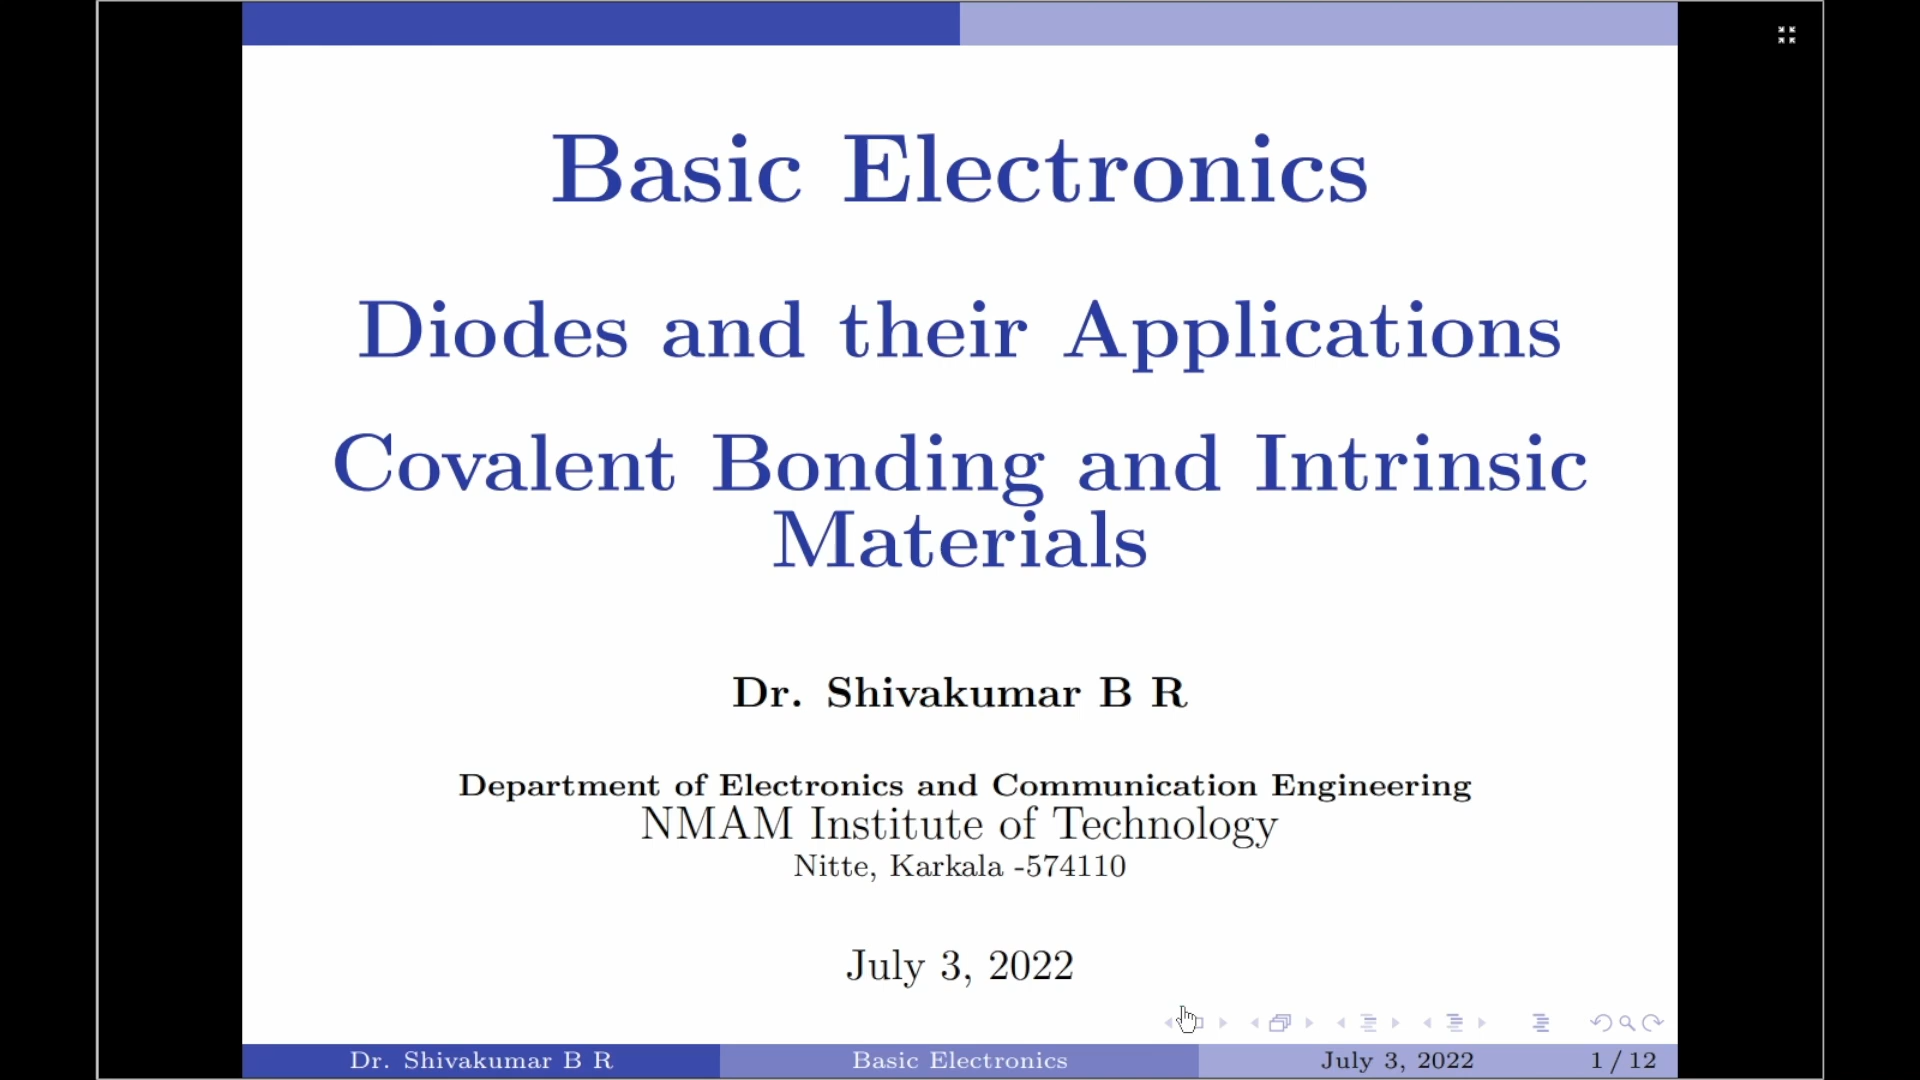 Basic Electronics
Diodes and their Applications
Covalent Bonding and Intrinsic
Materials
Dr. Shivakumar B R
Department of Electronics and Communication Engineering
NMAM Institute of Technology
Nitte, Karkala -574110
July 3, 2022
Dr. Shivakumar B R Basic Electronics July 3, 2022 1 / 12